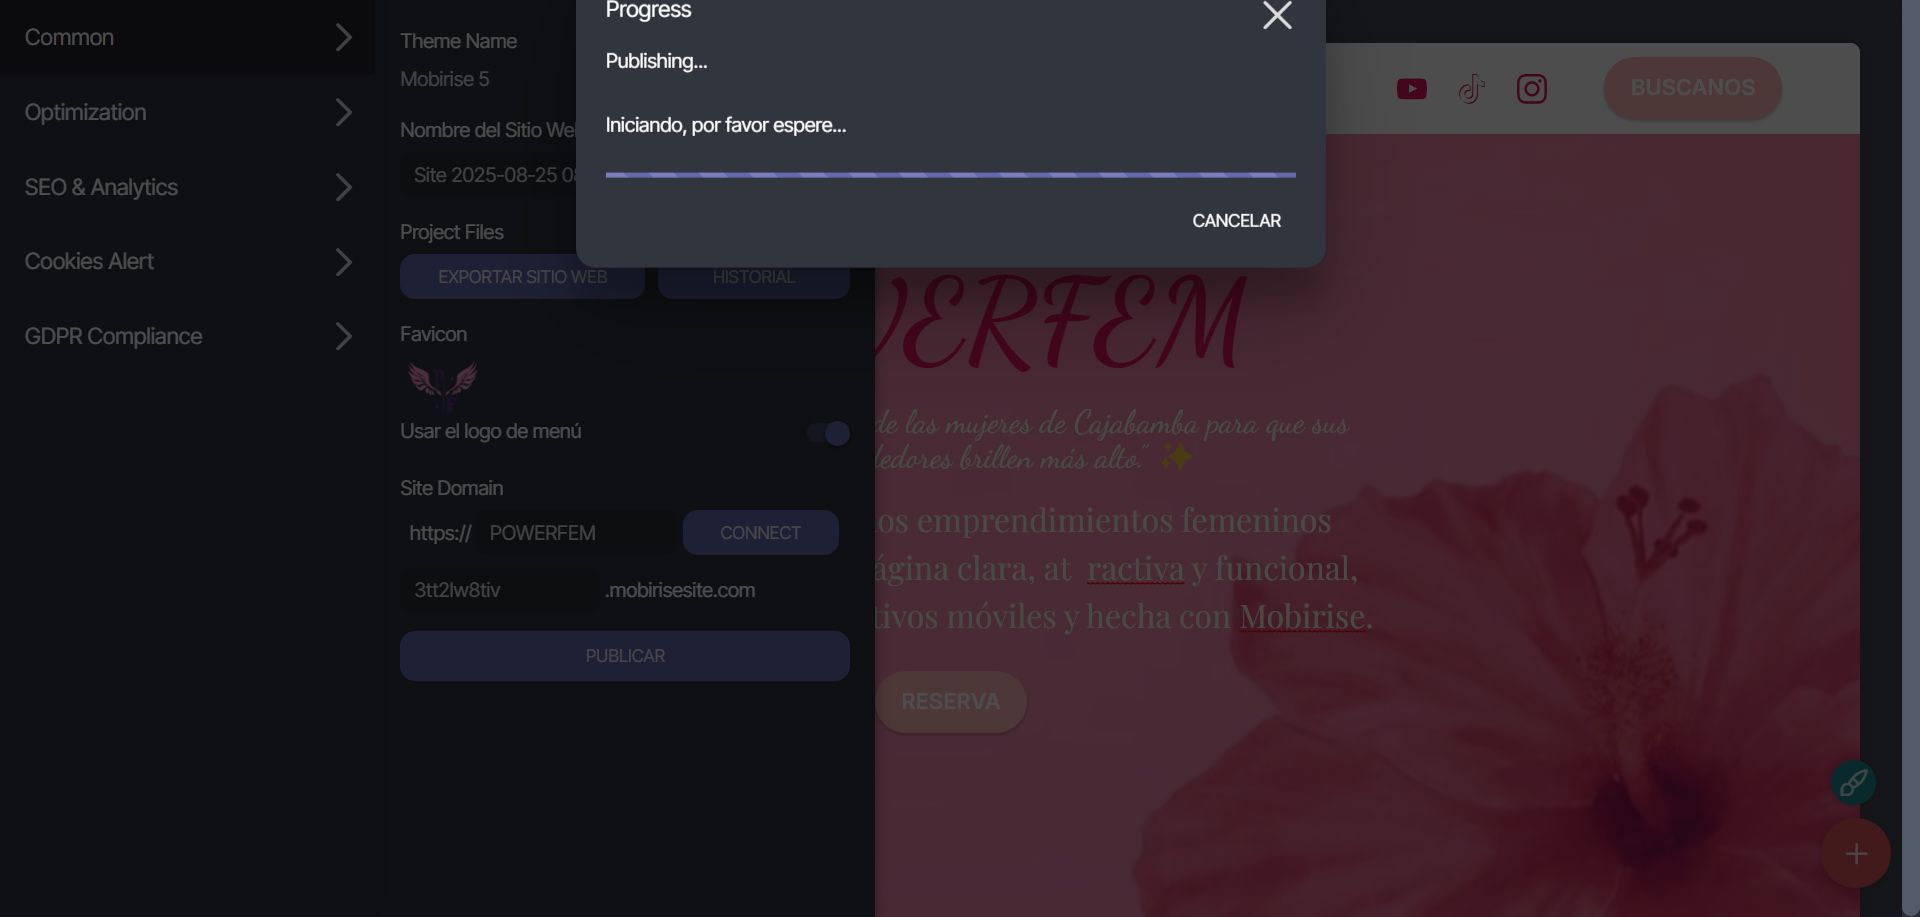 Common
Optimization
SEO & Analytics
Cookies Alert
GDPR Compliance
Theme Name
Mobirise 5
Nombre del Sitio We
Site 2025-08-25 0
Project Files
EXPORTAR SITIO WEB
HISTORIAL
Favicon
Usar el logo de menú
Site Domain
https://
POWERFEM
CONNECT
3tt2lw8tiv
.mobirisesite.com
PUBLICAR
Progress
Publishing...
Iniciando, por favor espere...
CANCELAR
BUSCANOS
VERFEM
de las mujeres de Cajabamba para que sus
dedores brillen más alto.” ✨
os emprendimientos femeninos
ágina clara, at ractiva y funcional,
tivos móviles y hecha con Mobirise.
RESERVA